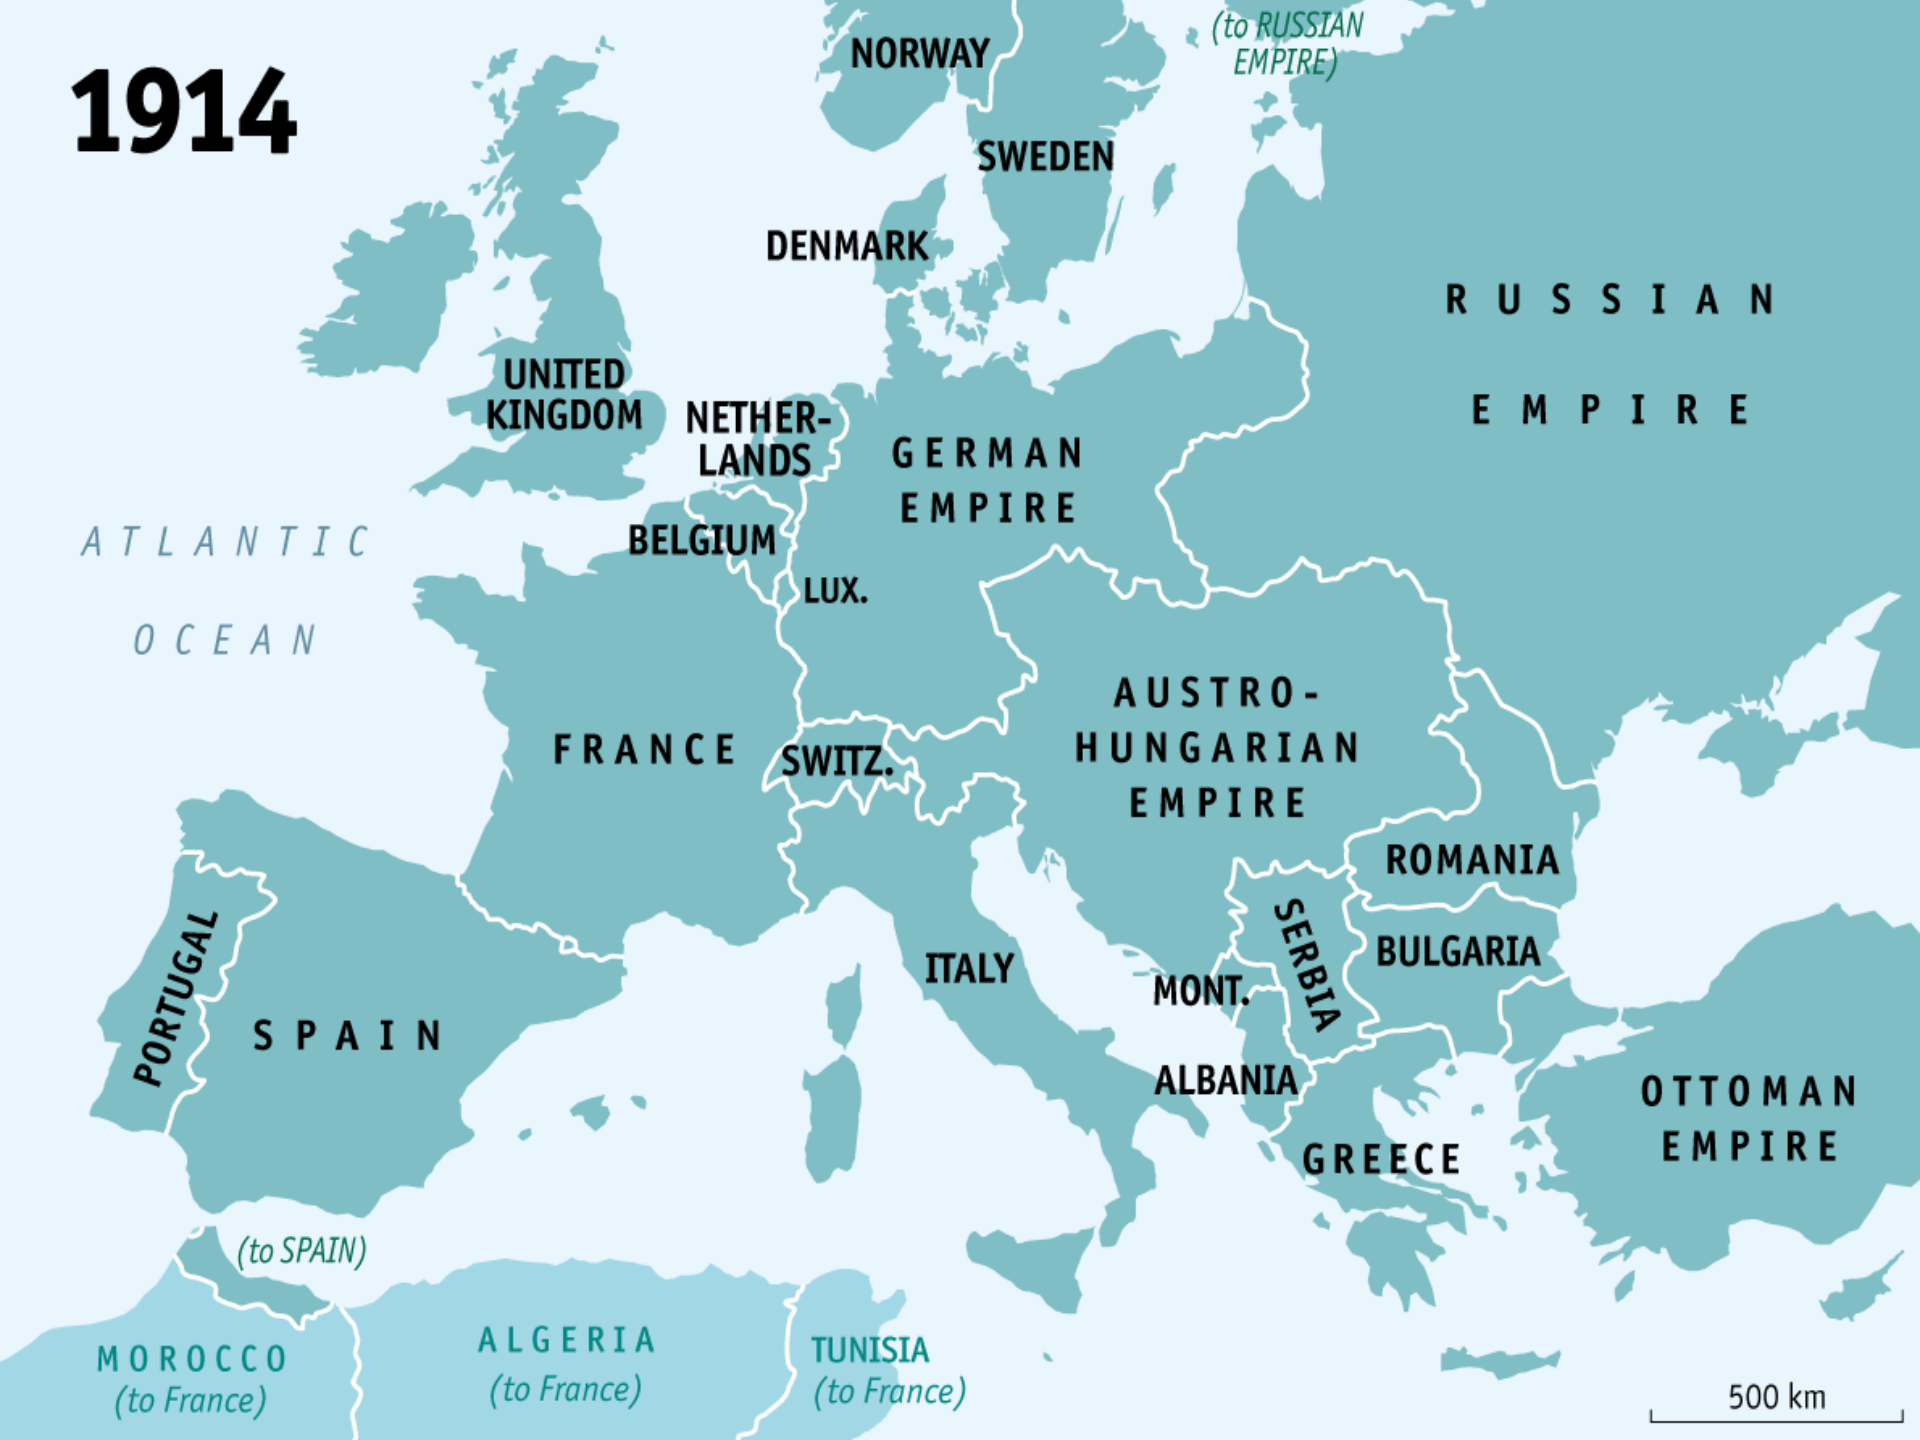 1914
NORWAY
(to RUSSIAN
EMPIRE)
SWEDEN
DENMARK
RUSSIAN
EMPIRE
UNITED
KINGDOM
NETHER-
LANDS
GERMAN
EMPIRE
BELGIUM
LUX.
ATLANTIC
OCEAN
FRANCE
SWITZ.
AUSTRO-
HUNGARIAN
EMPIRE
ROMANIA
SERBIA
BULGARIA
PORTUGAL
SPAIN
ITALY
MONT.
ALBANIA
GREECE
OTTOMAN
EMPIRE
(to SPAIN)
MOROCCO
(to France)
ALGERIA
(to France)
TUNISIA
(to France)
500 km